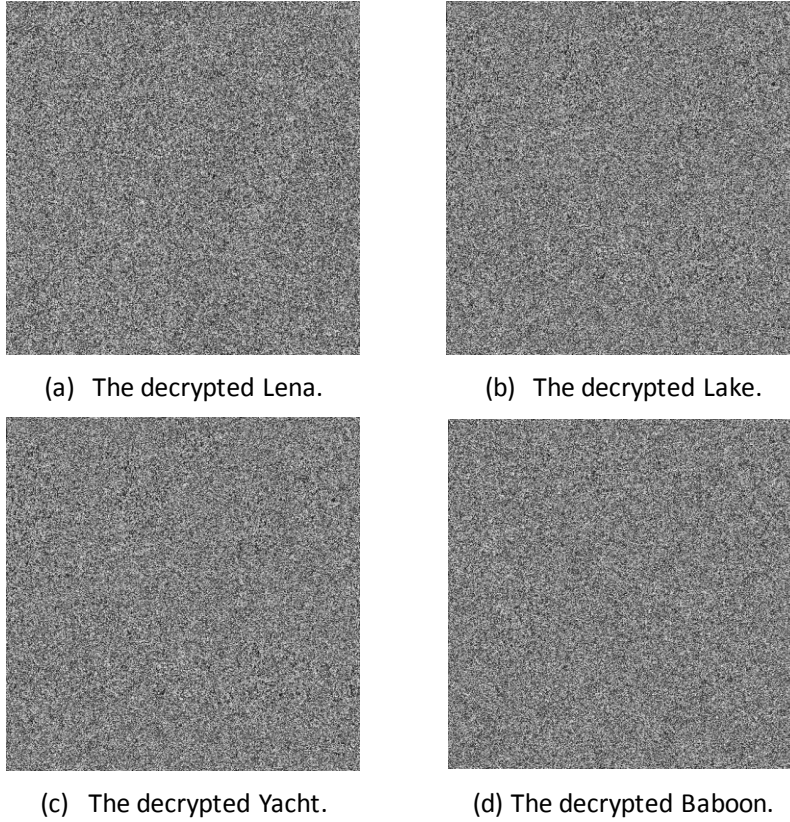 (a) The decrypted Lena.
(b) The decrypted Lake.
(c) The decrypted Yacht.
(d) The decrypted Baboon.